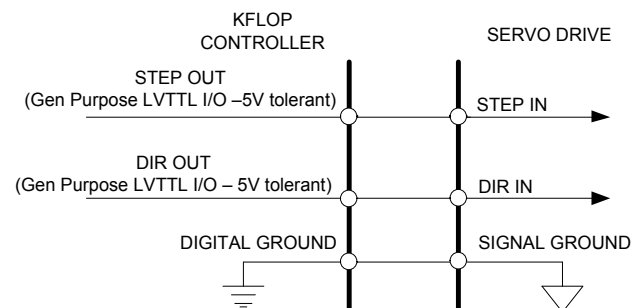 KFLOP
CONTROLLER
SERVO DRIVE
STEP OUT
(Gen Purpose LVTTL I/O –5V tolerant)
STEP IN
DIR OUT
(Gen Purpose LVTTL I/O – 5V tolerant)
DIR IN
DIGITAL GROUND
SIGNAL GROUND